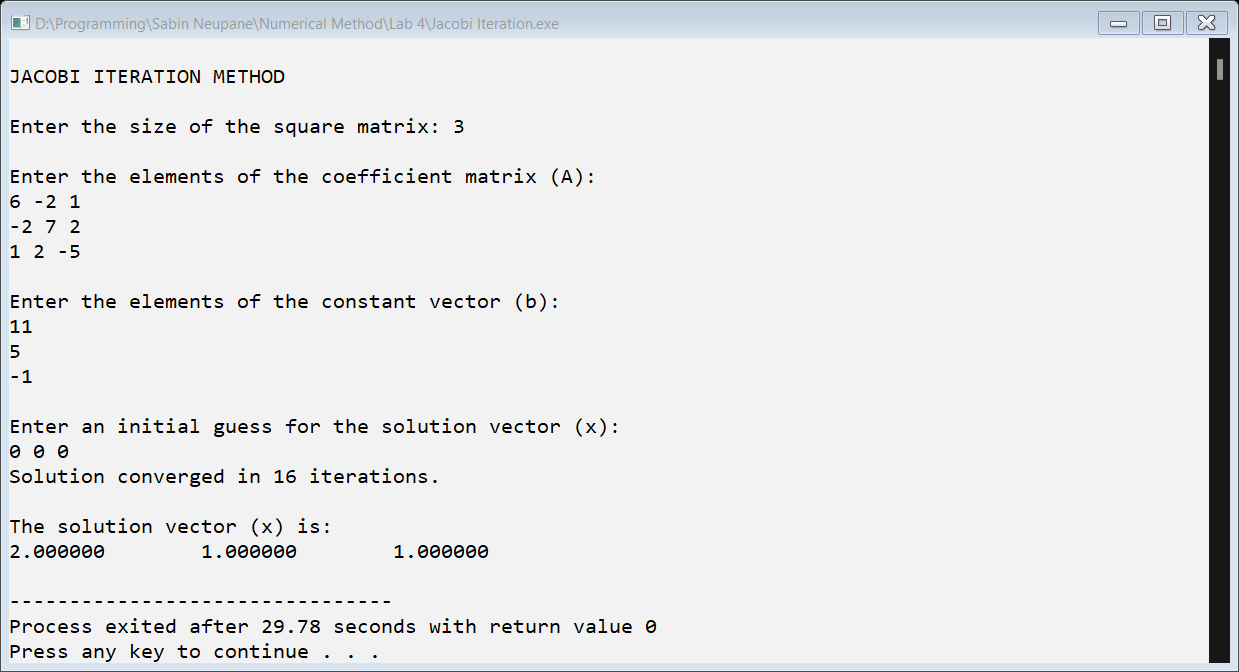 D:\Programming\Sabin Neupane\Numerical Method\Lab 4\Jacobi Iteration.exe
JACOBI ITERATION METHOD
Enter the size of the square matrix: 3
Enter the elements of the coefficient matrix (A):
6 -2 1
-2 7 2
1 2 -5
Enter the elements of the constant vector (b):
11
5
-1
Enter an initial guess for the solution vector (x):
0 0 0
Solution converged in 16 iterations.
The solution vector (x) is:
2.000000        1.000000        1.000000
--------------------------------
Process exited after 29.78 seconds with return value 0
Press any key to continue . . .